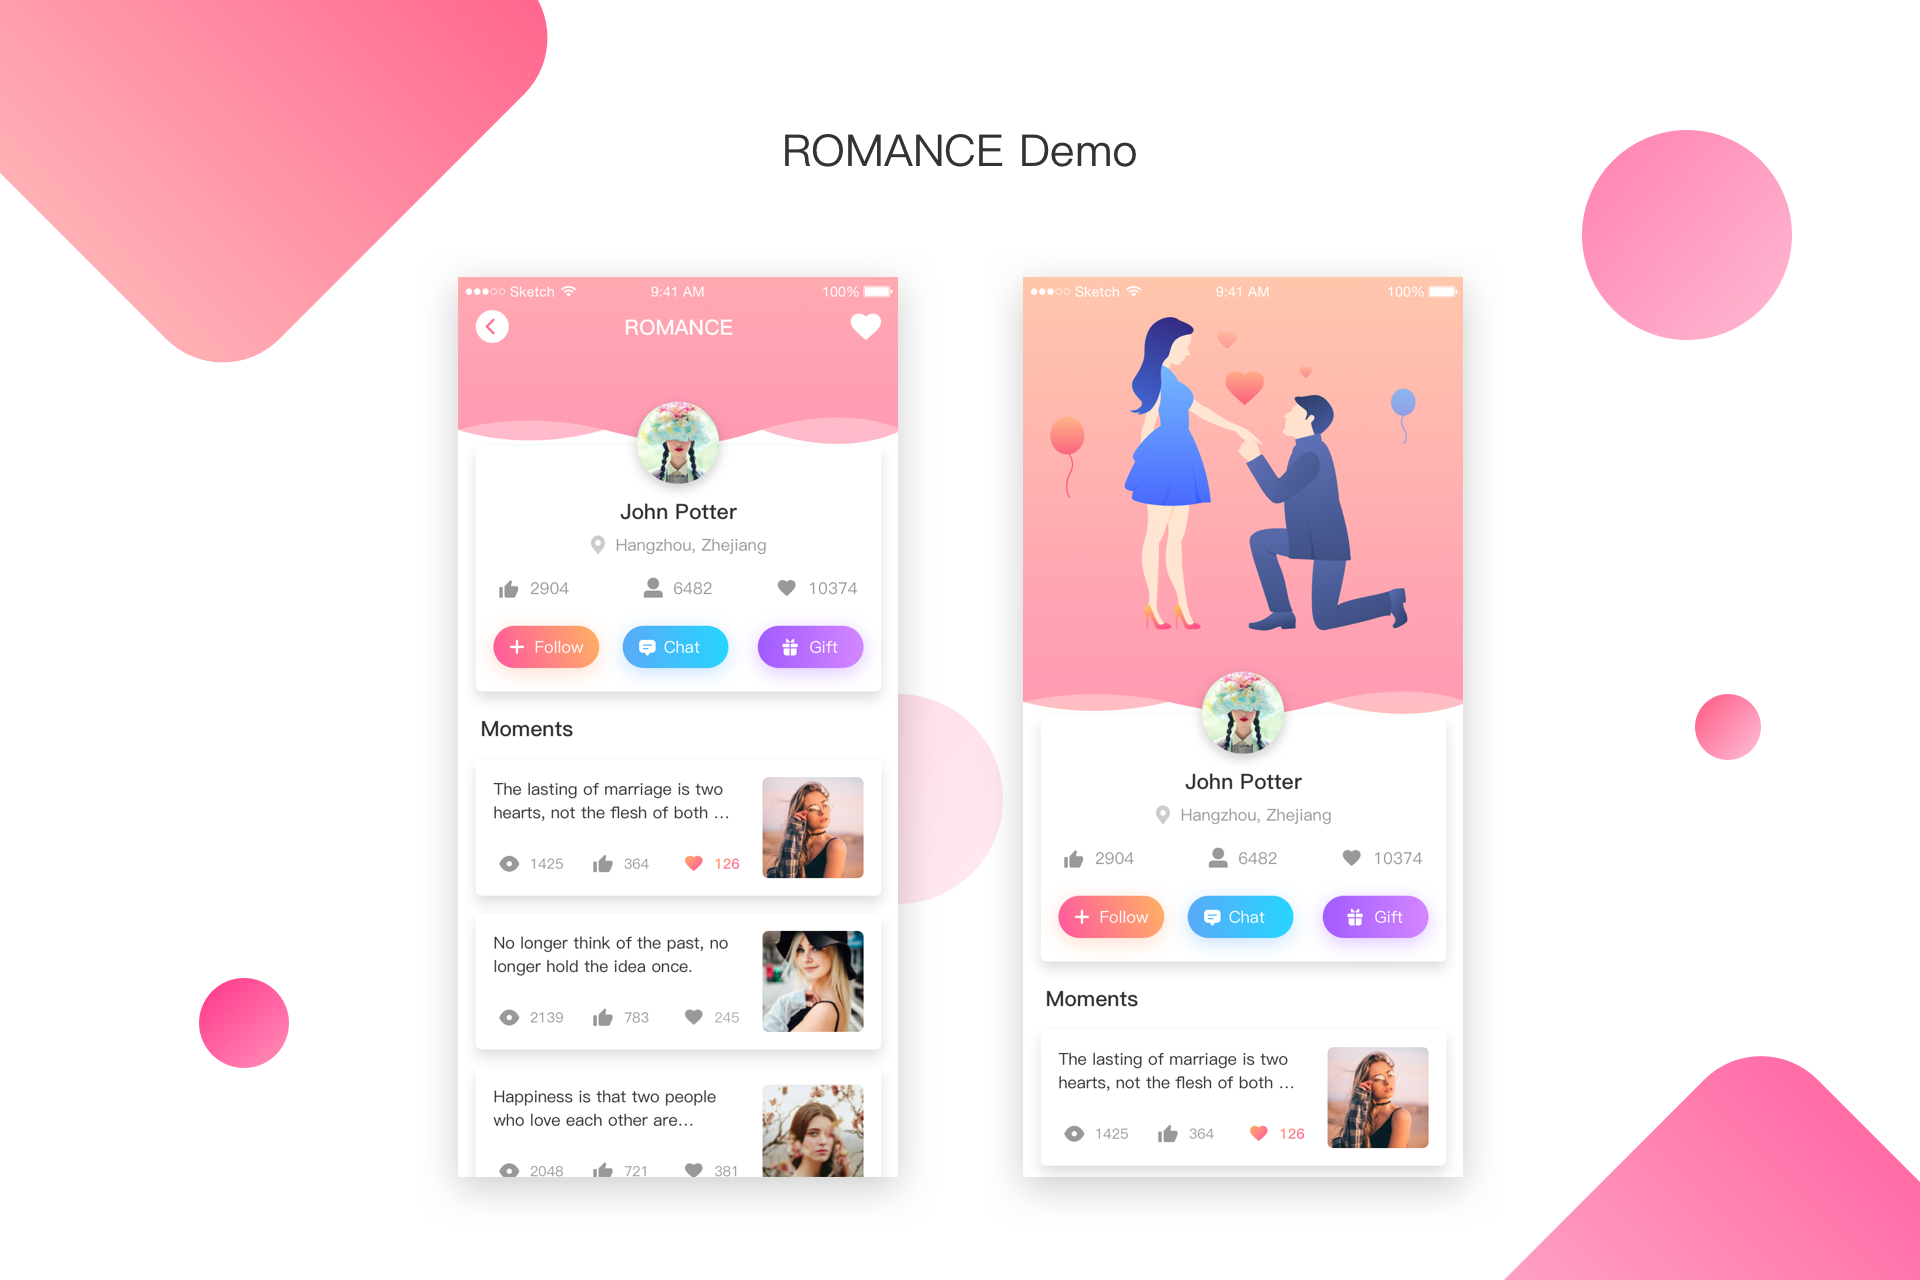 ROMANCE Demo
Sketch 9:41 AM 100%
ROMANCE
John Potter
Hangzhou, Zhejiang
2904 6482 10374
Follow Chat Gift
Moments
The lasting of marriage is two
hearts, not the flesh of both ...
1425 364 126
No longer think of the past, no
longer hold the idea once.
2139 783 245
Happiness is that two people
who love each other are...
2048 721 381
Sketch 9:41 AM 100%
John Potter
Hangzhou, Zhejiang
2904 6482 10374
Follow Chat Gift
Moments
The lasting of marriage is two
hearts, not the flesh of both ...
1425 364 126